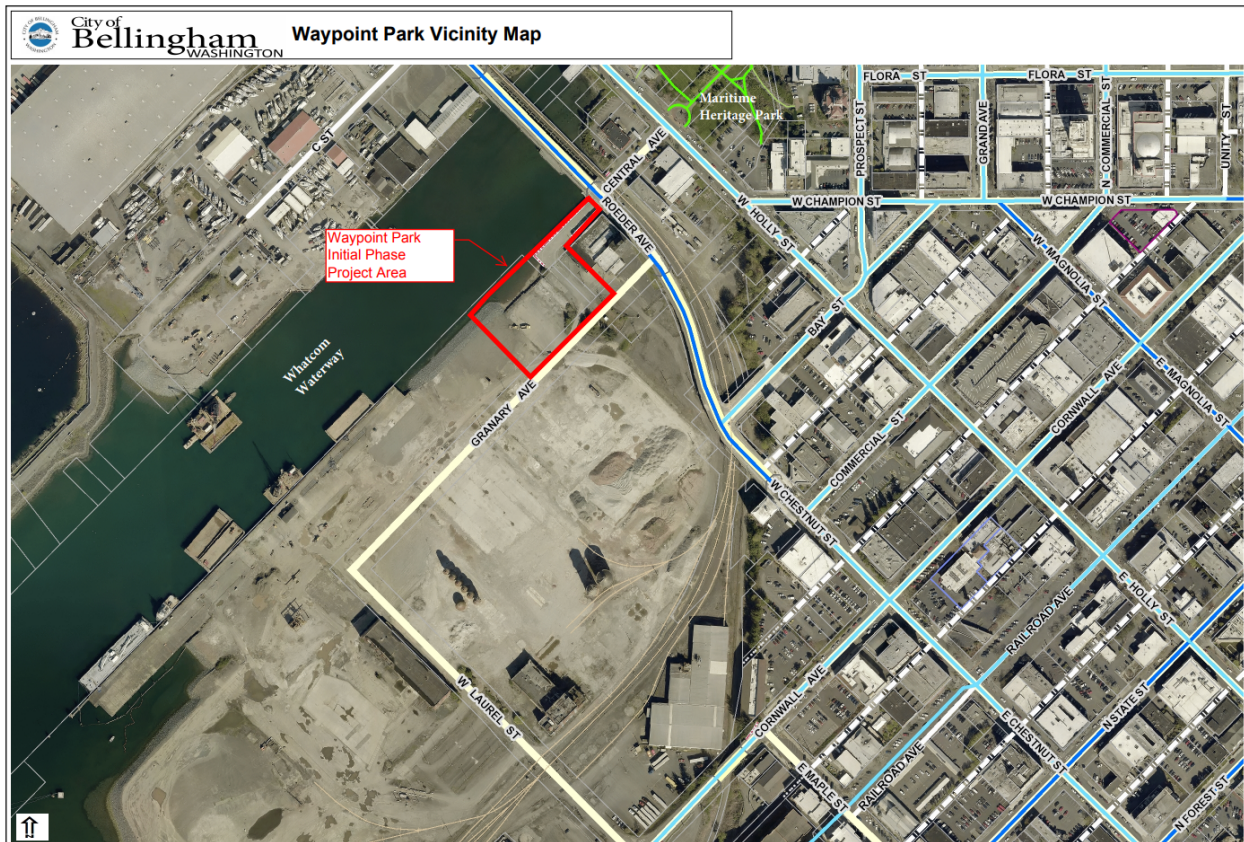 City of
Bellingham
WASHINGTON
Waypoint Park Vicinity Map
FLORA ST
FLORA ST
Maritime
Heritage Park
PROSPECT ST
GRAND AVE
N COMMERCIAL ST
UNITY ST
C ST
CENTRAL AVE
ROEDER AVE
W HOLLY ST
W CHAMPION ST
W CHAMPION ST
Waypoint Park
Initial Phase
Project Area
W MAGNOLIA ST
BAY ST
Whatcom
Waterway
GRANARY AVE
E MAGNOLIA ST
CORNWALL AVE
COMMERCIAL ST
W CHESTNUT ST
E HOLLY ST
RAILROAD AVE
W LAUREL ST
CORNWALL AVE
N STATE ST
E CHESTNUT ST
E MAPLE ST
RAILROAD AVE
N FOREST ST